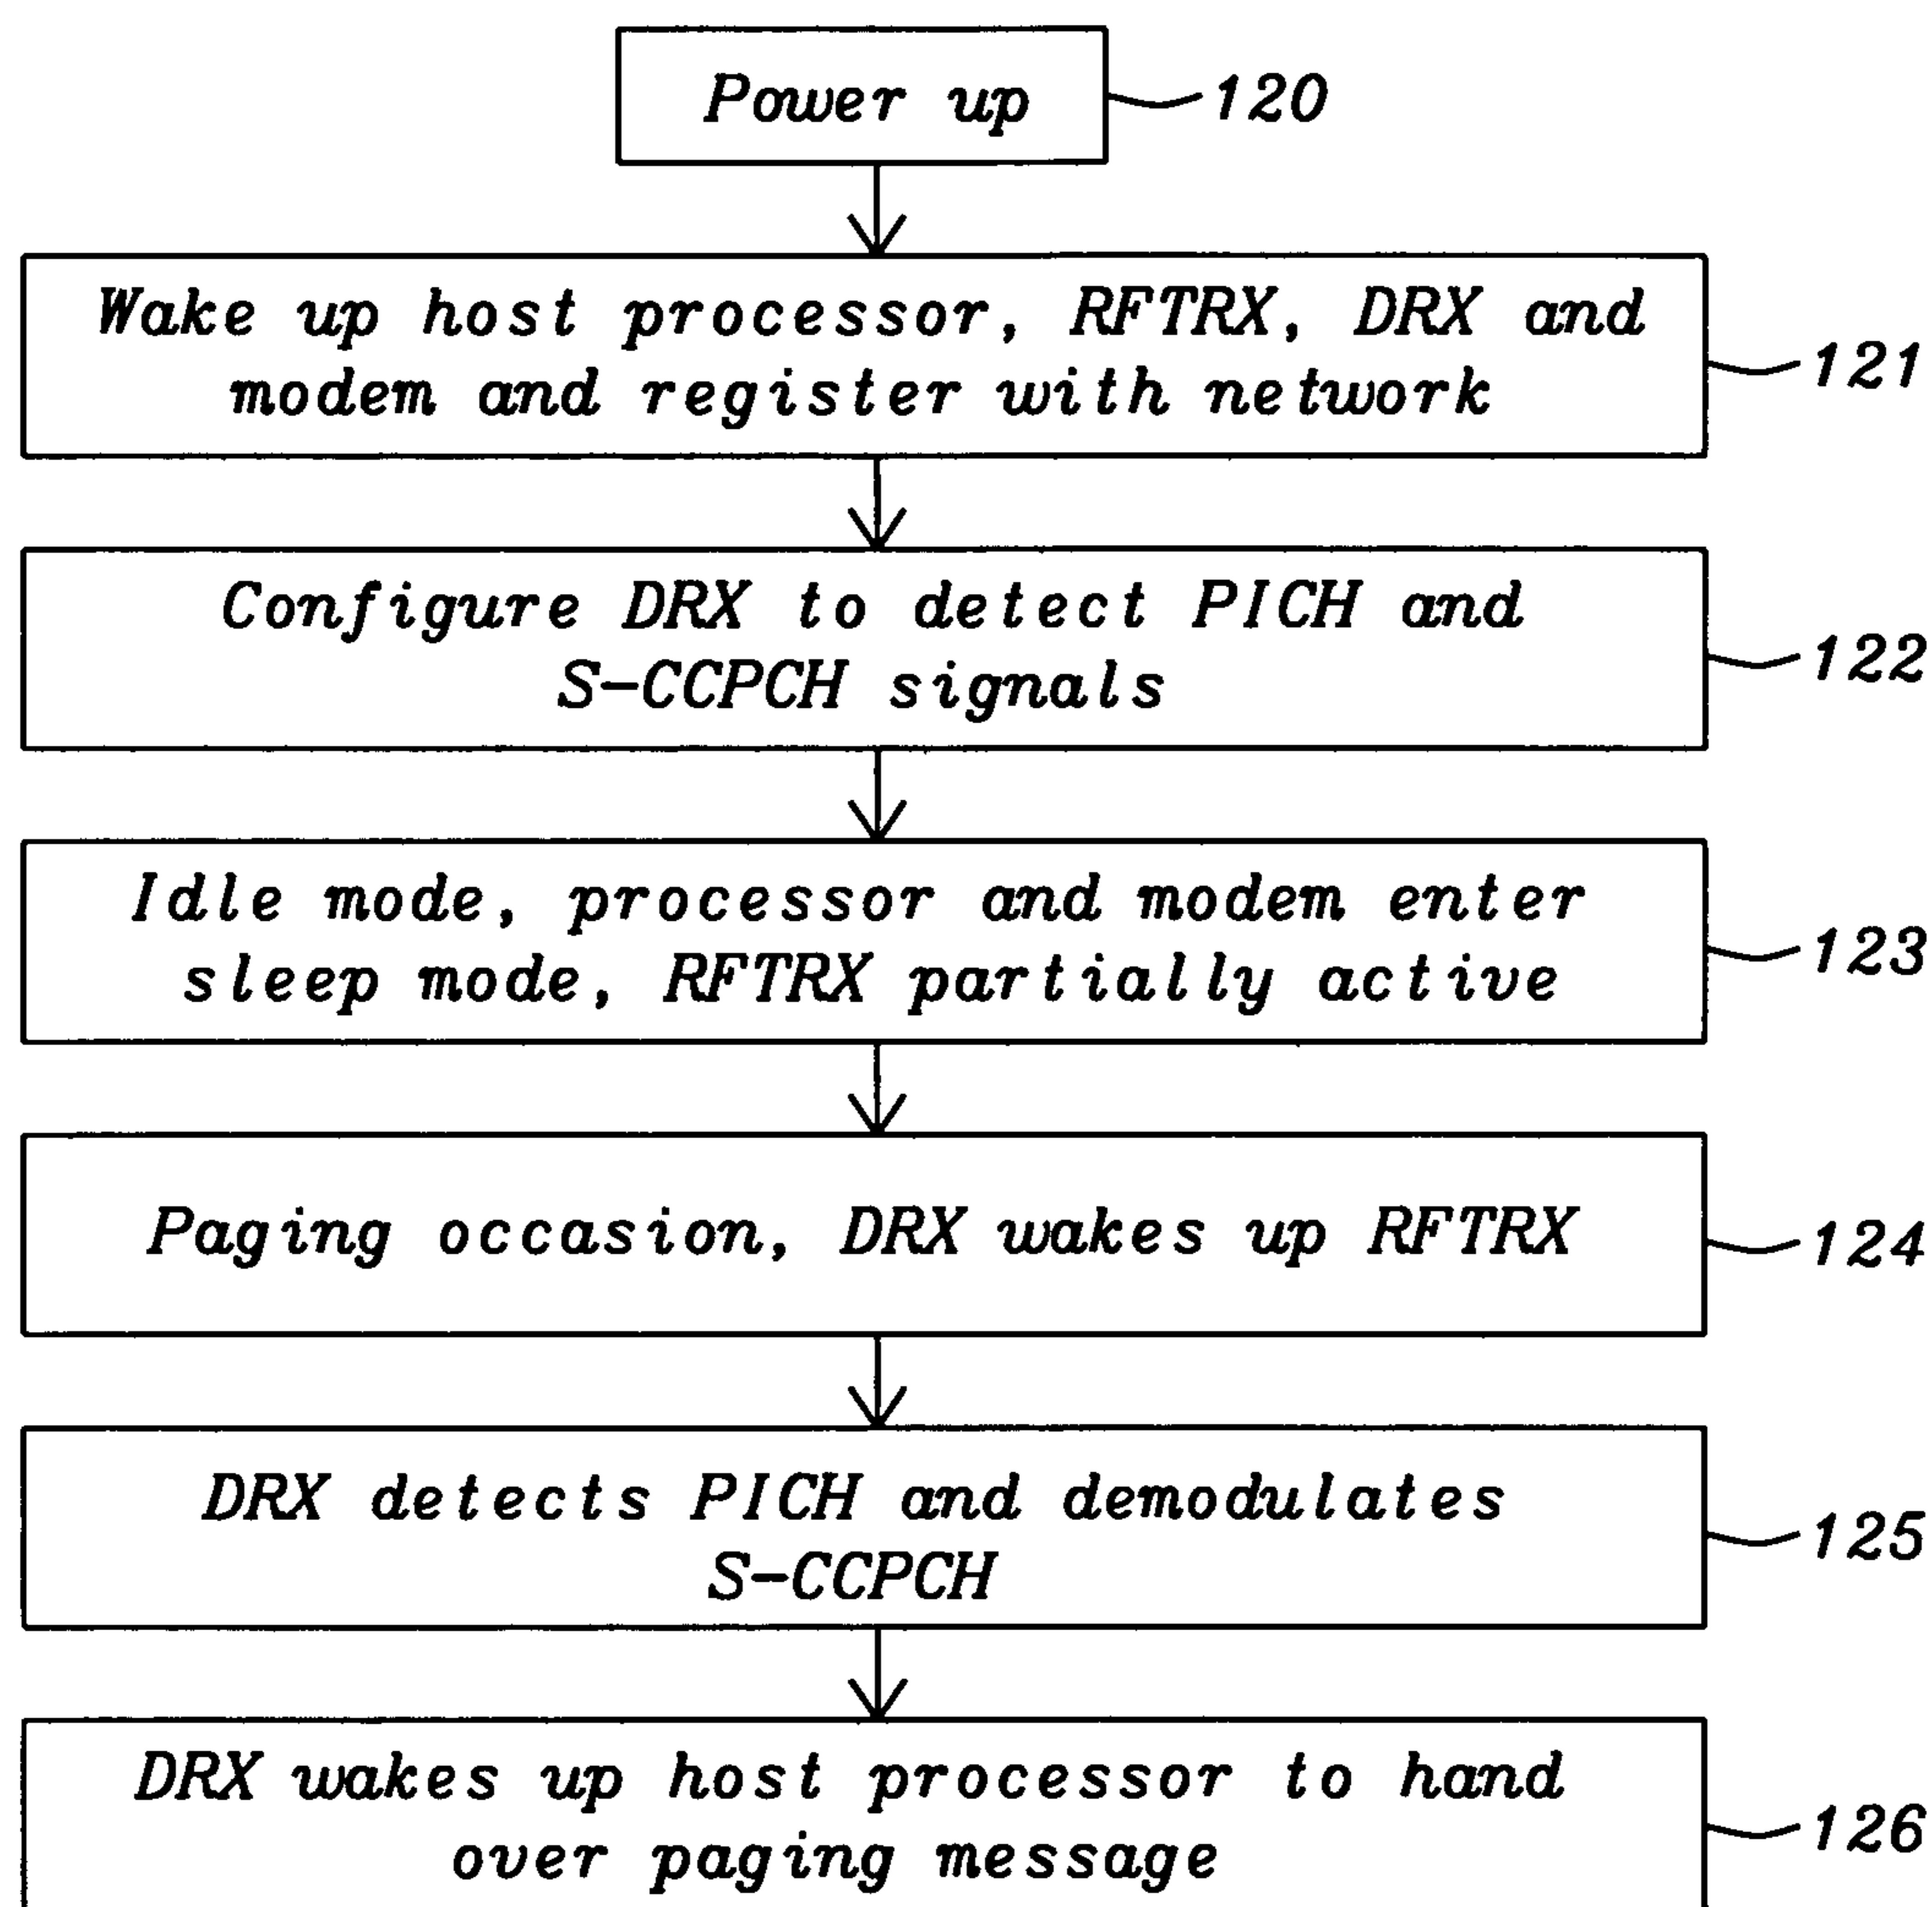 Power up
120
Wake up host processor, RFTRX, DRX and
modem and register with network
121
Configure DRX to detect PICH and
S-CCPCH signals
122
Idle mode, processor and modem enter
sleep mode, RFTRX partially active
123
Paging occasion, DRX wakes up RFTRX
124
DRX detects PICH and demodulates
S-CCPCH
125
DRX wakes up host processor to hand
over paging message
126